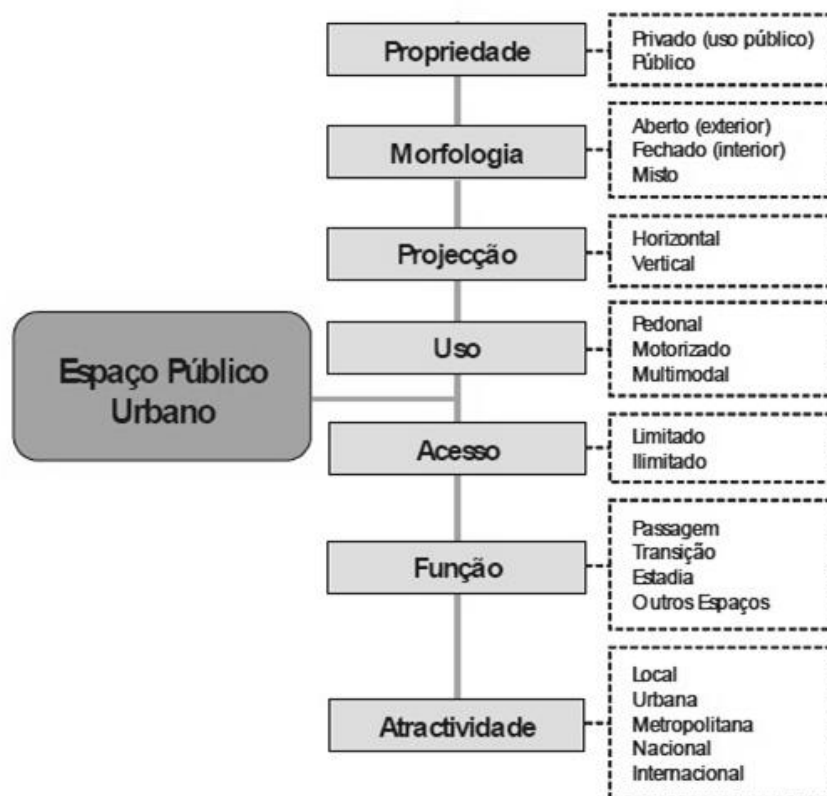 Propriedade
Privado (uso público)
Público
Morfologia
Aberto (exterior)
Fechado (interior)
Misto
Projecção
Horizontal
Vertical
Espaço Público
Urbano
Uso
Pedonal
Motorizado
Multimodal
Acesso
Limitado
Ilimitado
Função
Passagem
Transição
Estadia
Outros Espaços
Atractividade
Local
Urbana
Metropolitana
Nacional
Internacional